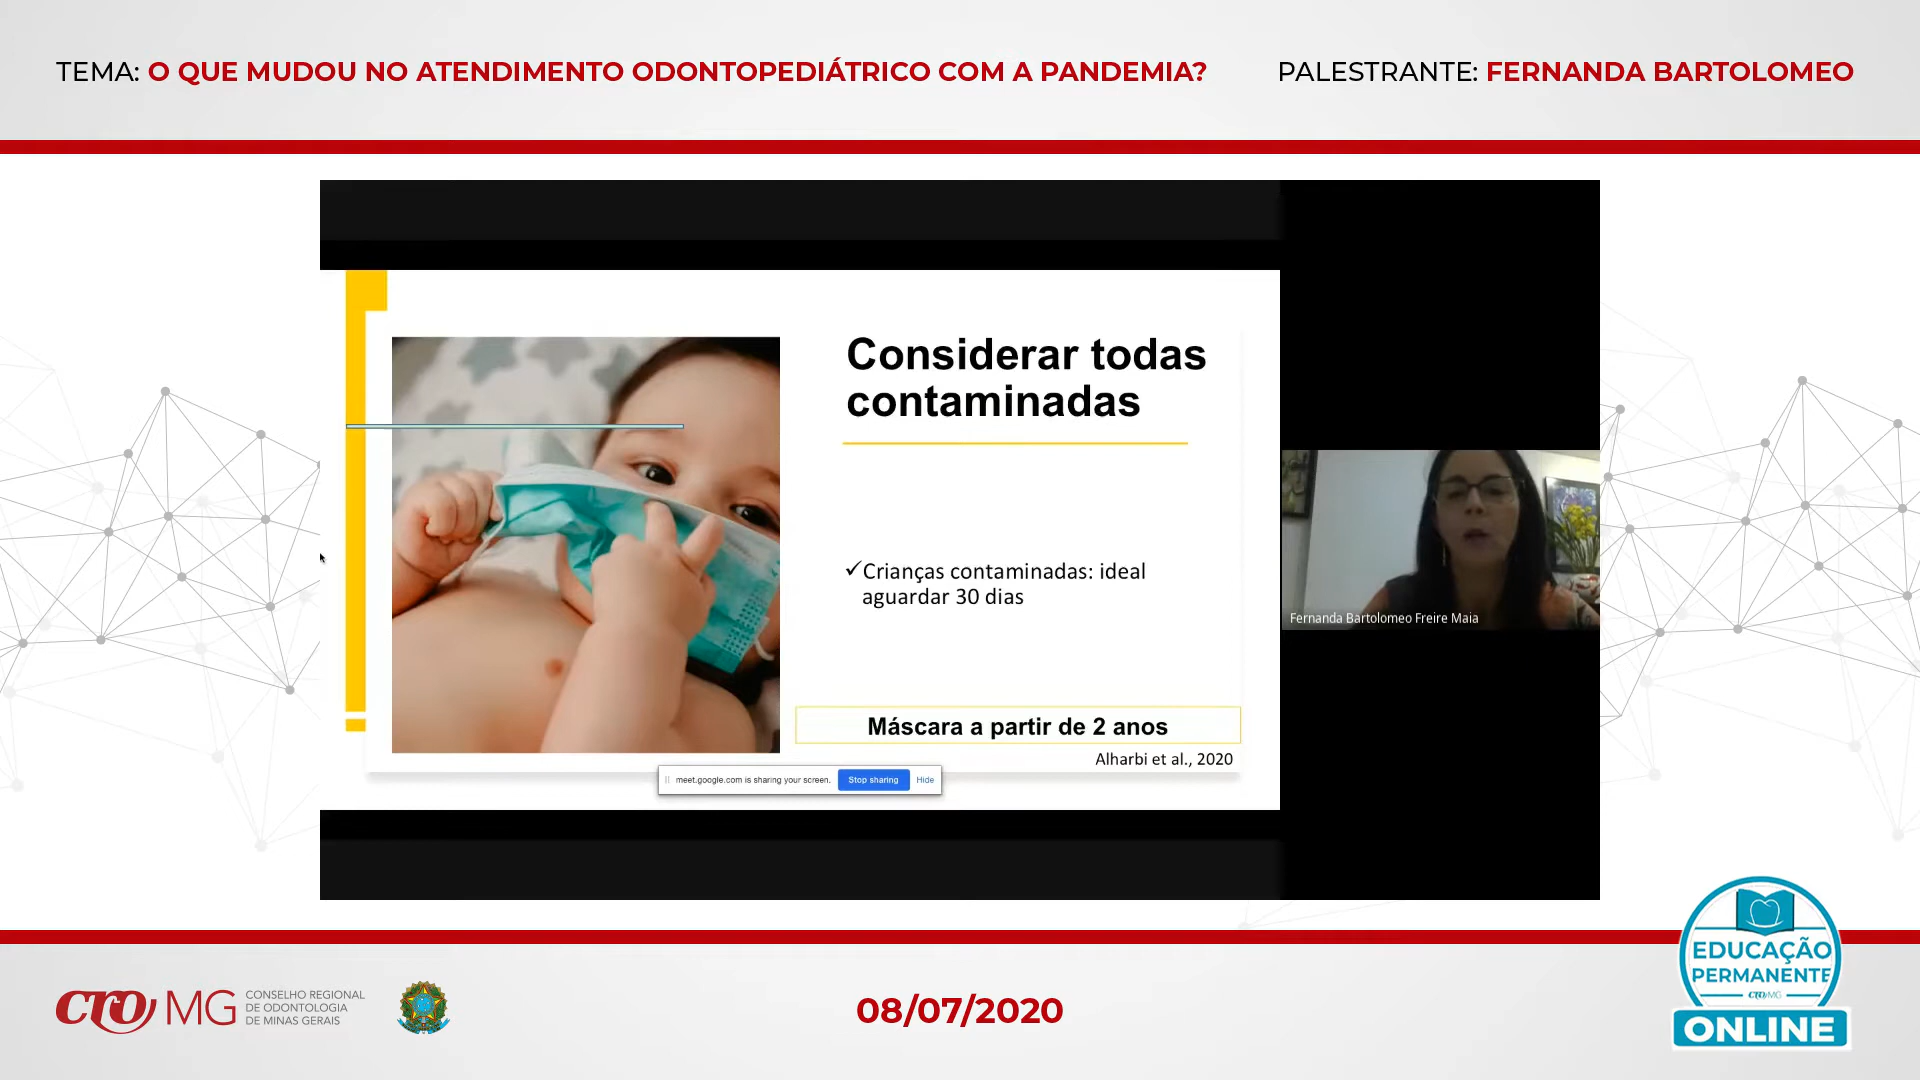 TEMA: O QUE MUDOU NO ATENDIMENTO ODONTOPEDIÁTRICO COM A PANDEMIA?
PALESTRANTE: FERNANDA BARTOLOMEO
Considerar todas
contaminadas
✓Crianças contaminadas: ideal
aguardar 30 dias
Máscara a partir de 2 anos
Alharbi et al., 2020
meet.google.com is sharing your screen.
Stop sharing
Hide
Fernanda Bartolomeo Freire Maia
CRO MG
CONSELHO REGIONAL
DE ODONTOLOGIA
DE MINAS GERAIS
08/07/2020
EDUCAÇÃO
PERMANENTE
CRO MG
ONLINE